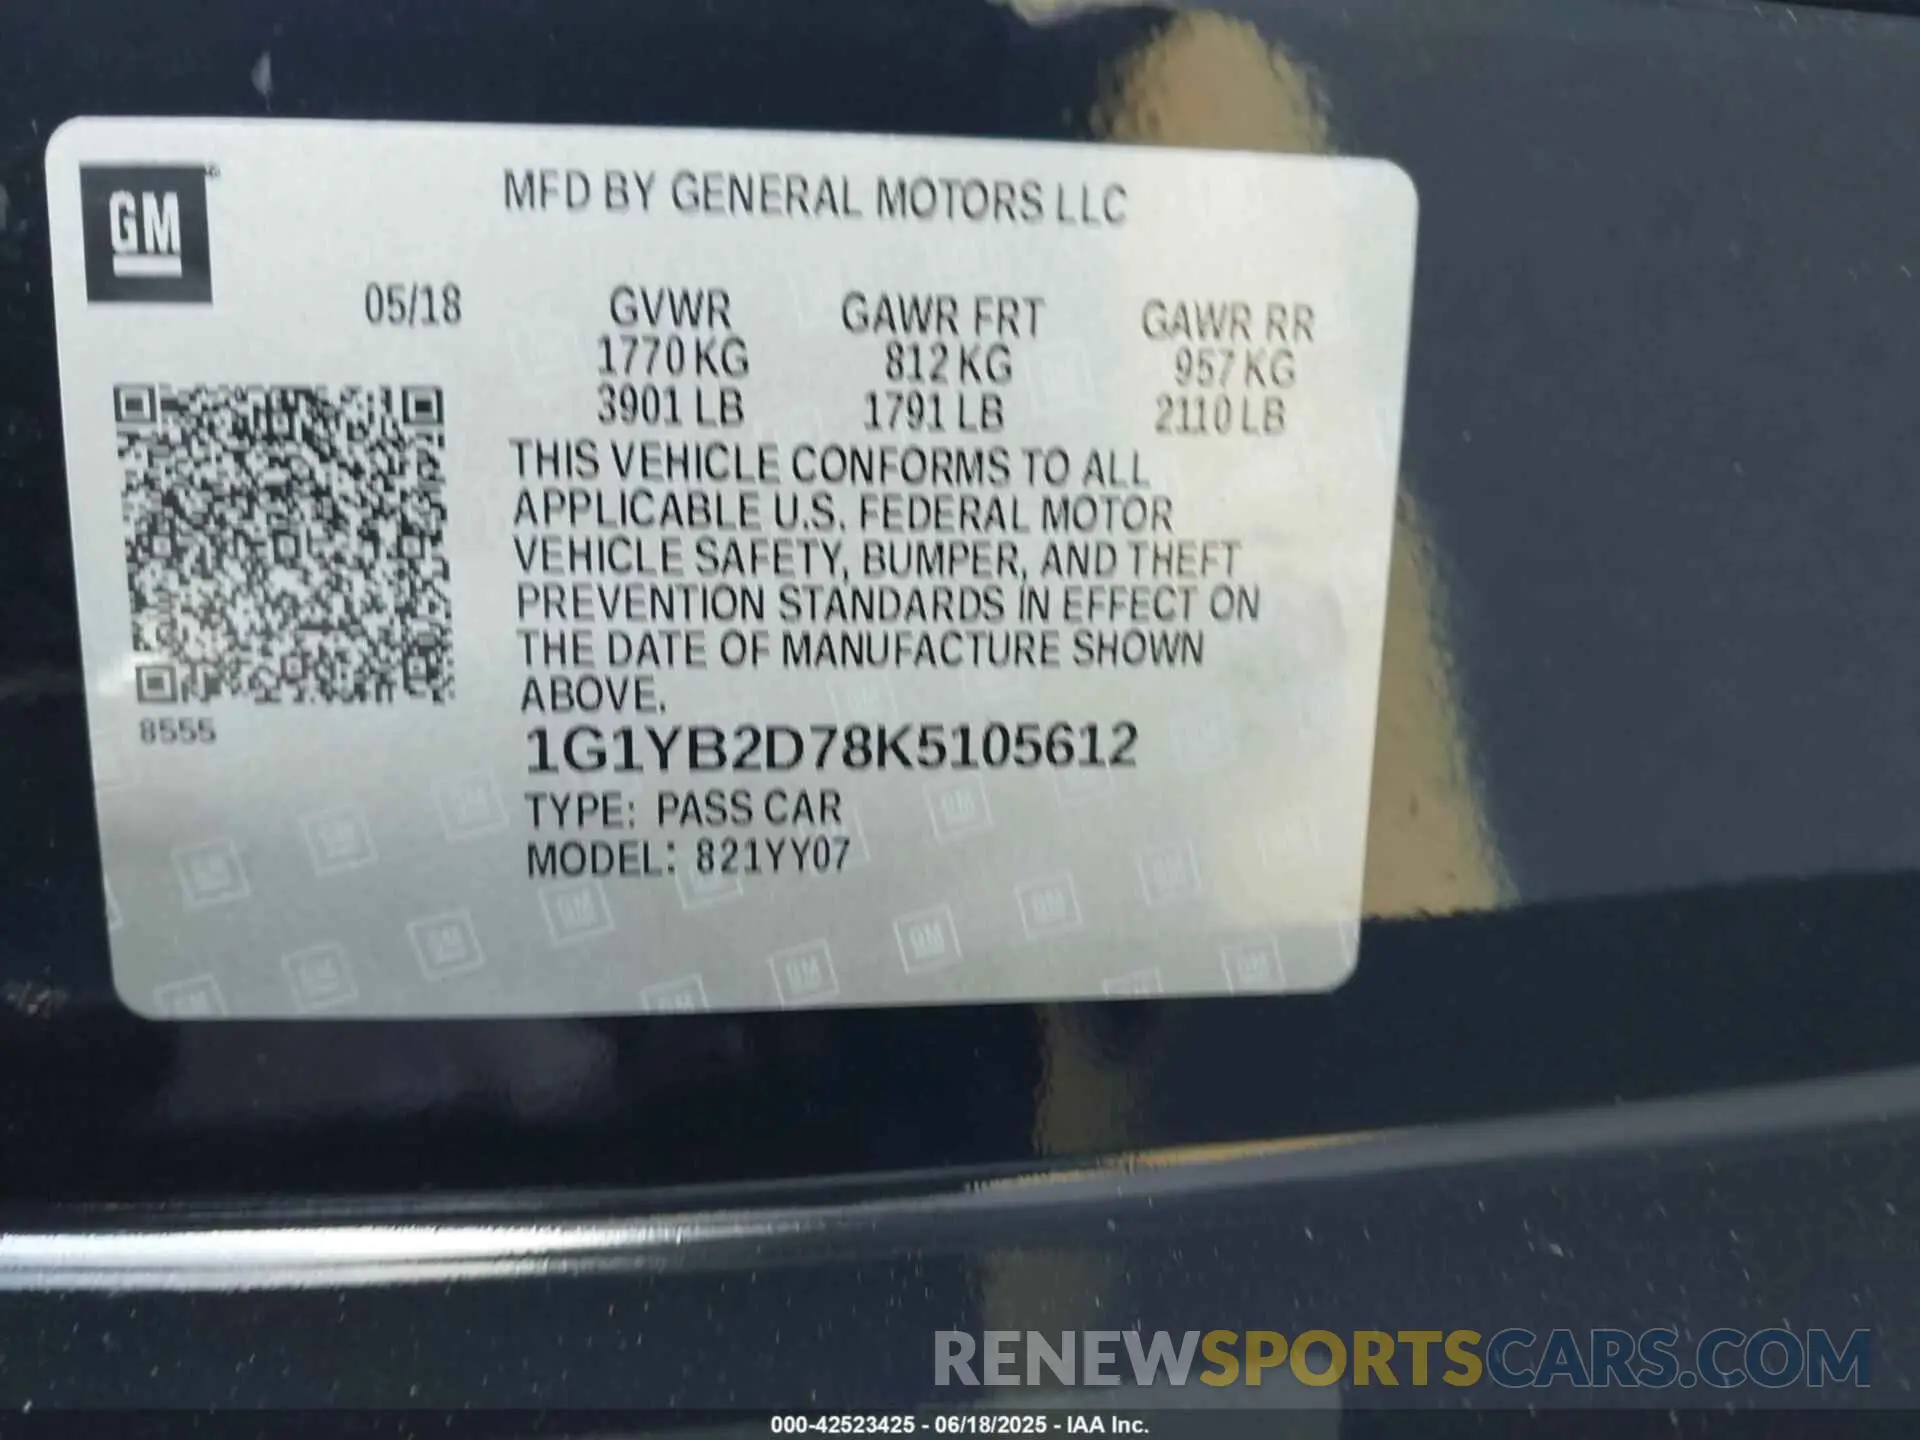 GM
MFD BY GENERAL MOTORS LLC
05/18
GVWR
1770 KG
3901 LB
GAWR FRT
812 KG
1791 LB
GAWR RR
957 KG
2110 LB
THIS VEHICLE CONFORMS TO ALL
APPLICABLE U.S. FEDERAL MOTOR
VEHICLE SAFETY, BUMPER, AND THEFT
PREVENTION STANDARDS IN EFFECT ON
THE DATE OF MANUFACTURE SHOWN
ABOVE.
8555
1G1YB2D78K5105612
TYPE: PASS CAR
MODEL: 821YY07
RENEWSPORTSCARS.COM
000-42523425 - 06/18/2025 - IAA Inc.